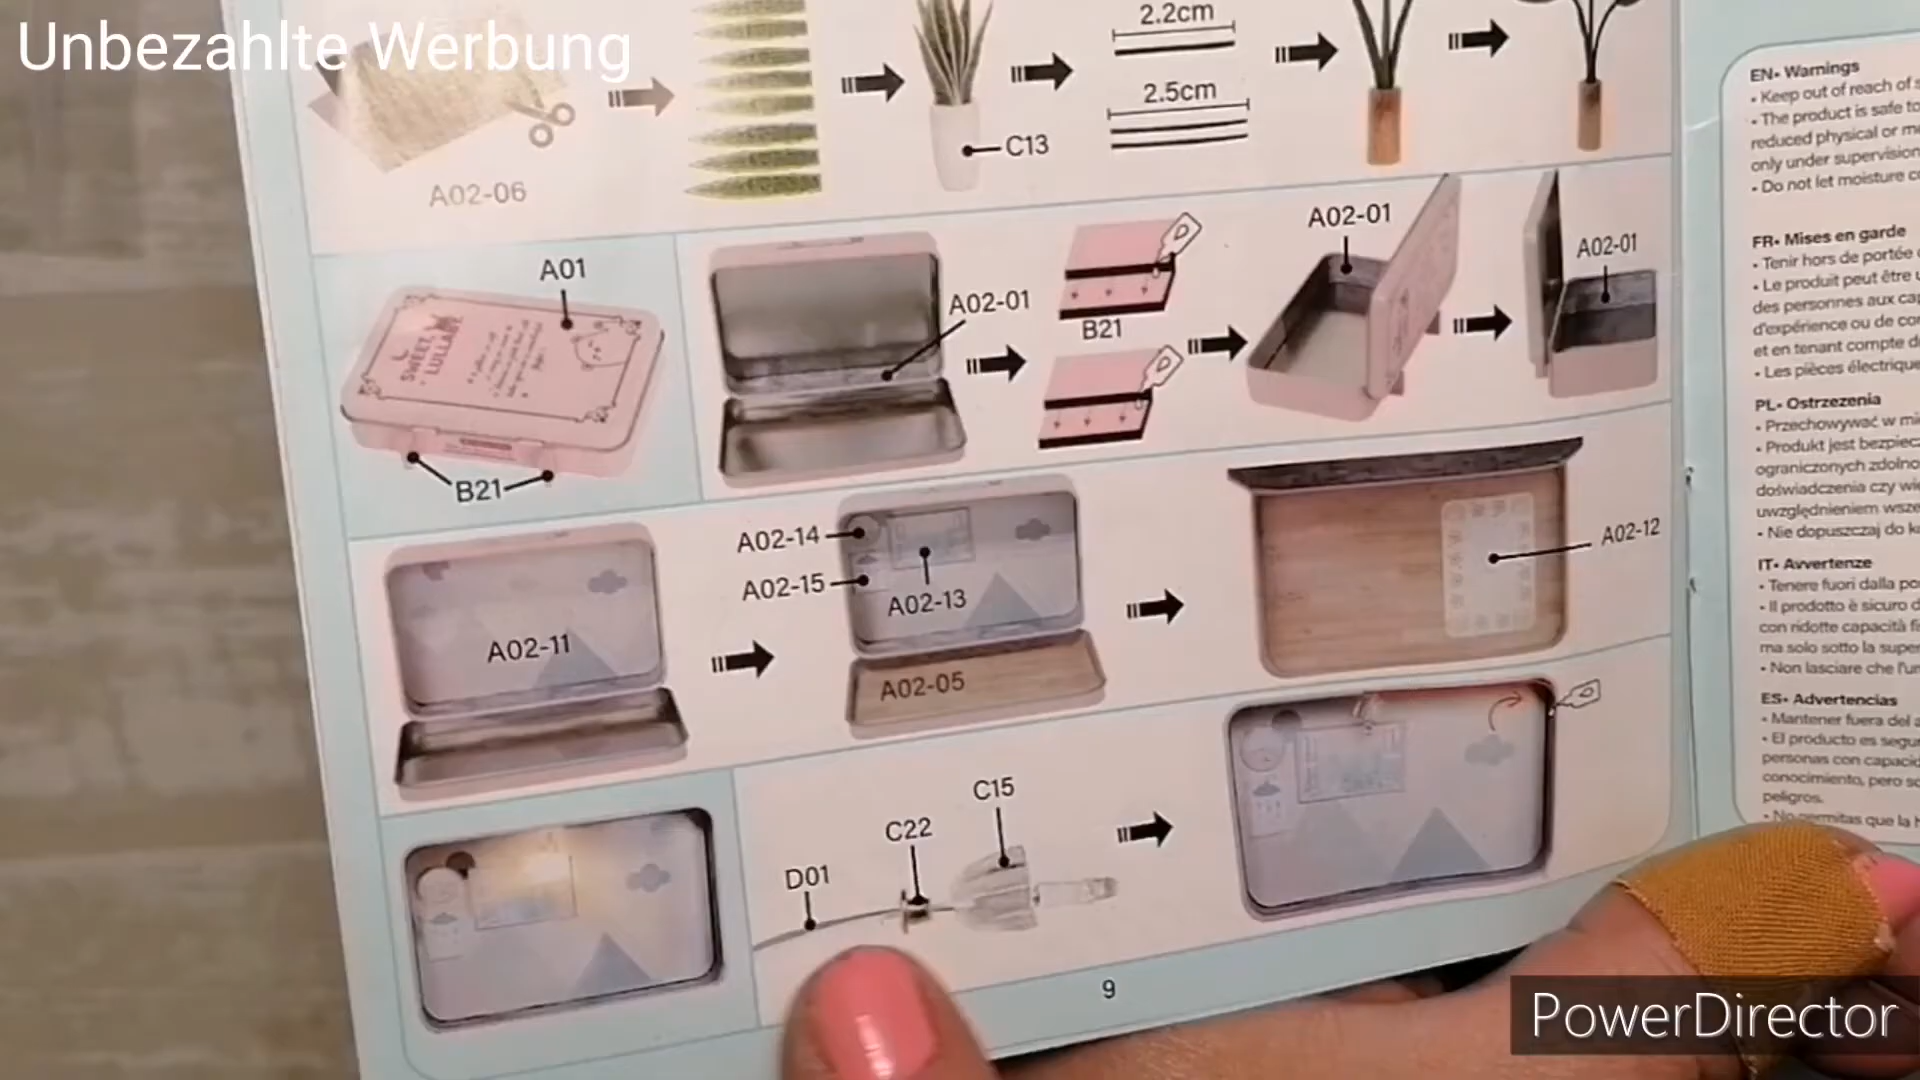 Unbezahlte Werbung
2.2cm
2.5cm
C13
A02-06
A01
SWEET
LULLABY
B21
A02-01
B21
A02-01
A02-01
A02-14
A02-15
A02-13
A02-11
A02-05
A02-12
D01
C22
C15
9
EN• Warnings
• Keep out of reach of
• The product is safe to
reduced physical or
only under supervision
• Do not let moisture
FR• Mises en garde
• Tenir hors de portée
• Le produit peut être
des personnes aux
d'expérience ou de
et en tenant compte
• Les pièces
PL• Ostrzezenia
• Przechowywać w
• Produkt jest
ograniczonych
doświadczenia czy
uwzględnieniem
• Nie dopuszczaj do
IT• Avvertenze
• Tenere fuori dalla
• Il prodotto è sicuro
con ridotte capacità
ma solo sotto la
• Non lasciare che
ES• Advertencias
• Mantener fuera del
• El producto es
personas con
conocimiento, pero
peligros.
• No permitas que la
PowerDirector